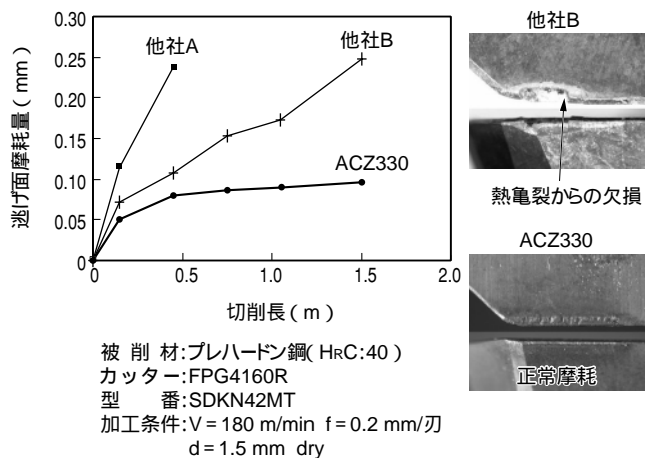 0.30
0.25
0.20
0.15
0.10
0.05
0
逃げ面摩耗量（mm）
他社A
他社B
ACZ330
0
0.5
1.0
1.5
2.0
切削長（m）
被削材:プレハードン鋼(HRC:40)
カッター:FPG4160R
型番:SDKN42MT
加工条件:V＝180 m/min f＝0.2 mm/刃
d＝1.5 mm dry
他社B
熱亀裂からの欠損
ACZ330
正常摩耗